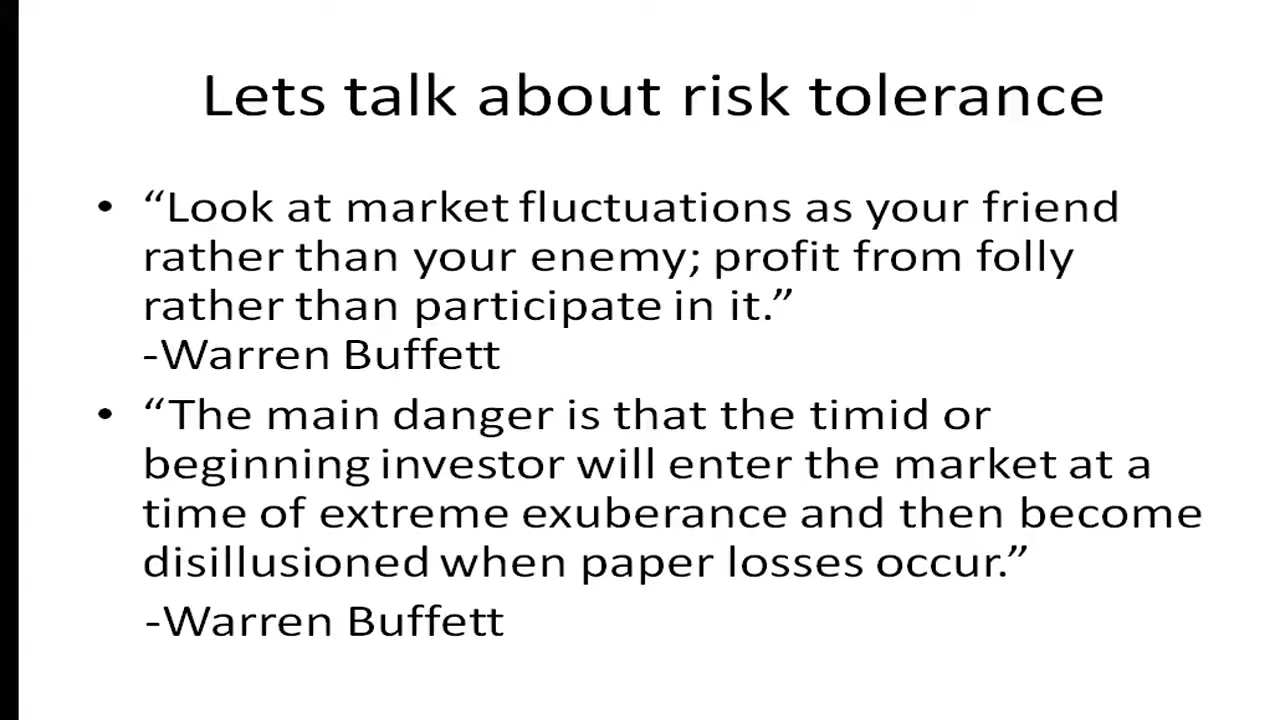 Lets talk about risk tolerance
• “Look at market fluctuations as your friend
rather than your enemy; profit from folly
rather than participate in it.”
-Warren Buffett
• “The main danger is that the timid or
beginning investor will enter the market at a
time of extreme exuberance and then become
disillusioned when paper losses occur.”
-Warren Buffett